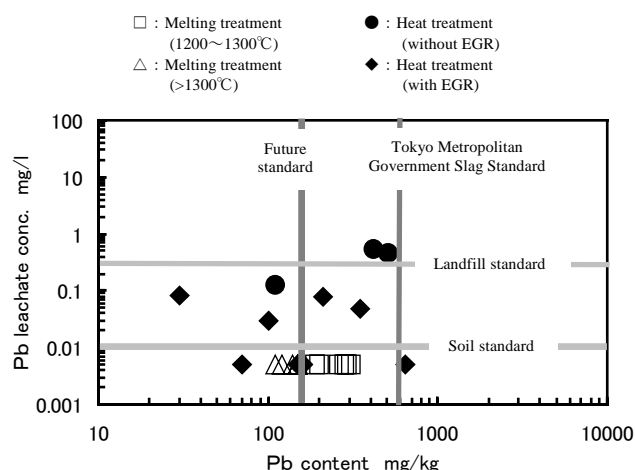 □ : Melting treatment
(1200～1300℃)
● : Heat treatment
(without EGR)
△ : Melting treatment
(>1300℃)
◆ : Heat treatment
(with EGR)
100
10
1
0.1
0.01
0.001
Pb leachate conc. mg/l
Future
standard
Tokyo Metropolitan
Government Slag Standard
Landfill standard
Soil standard
10
100
1000
10000
Pb content mg/kg